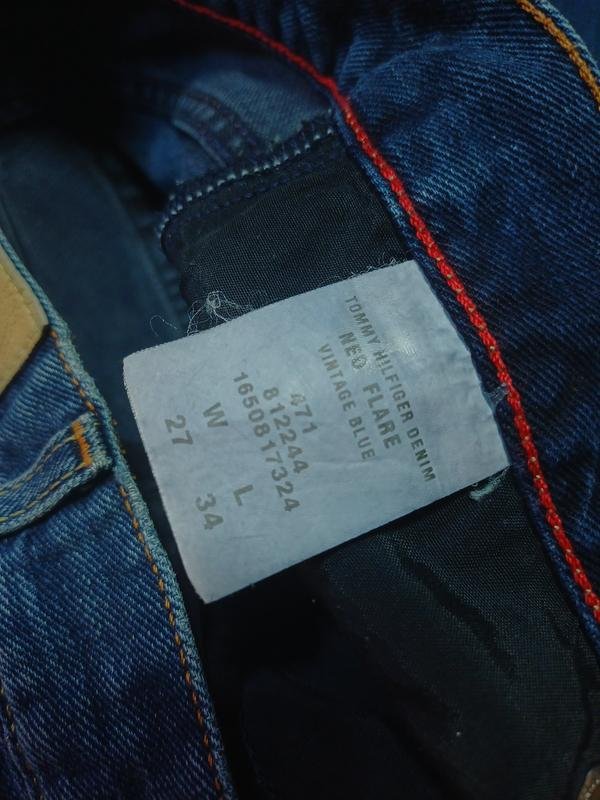 TOMMY HILFIGER DENIM
NEO FLARE
VINTAGE BLUE
471
812244
1650817324
W L
27 34